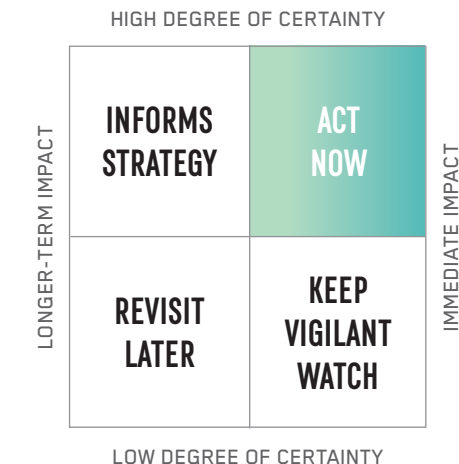 HIGH DEGREE OF CERTAINTY
LONGER-TERM IMPACT
INFORMS
STRATEGY
ACT
NOW
IMMEDIATE IMPACT
REVISIT
LATER
KEEP
VIGILANT
WATCH
LOW DEGREE OF CERTAINTY